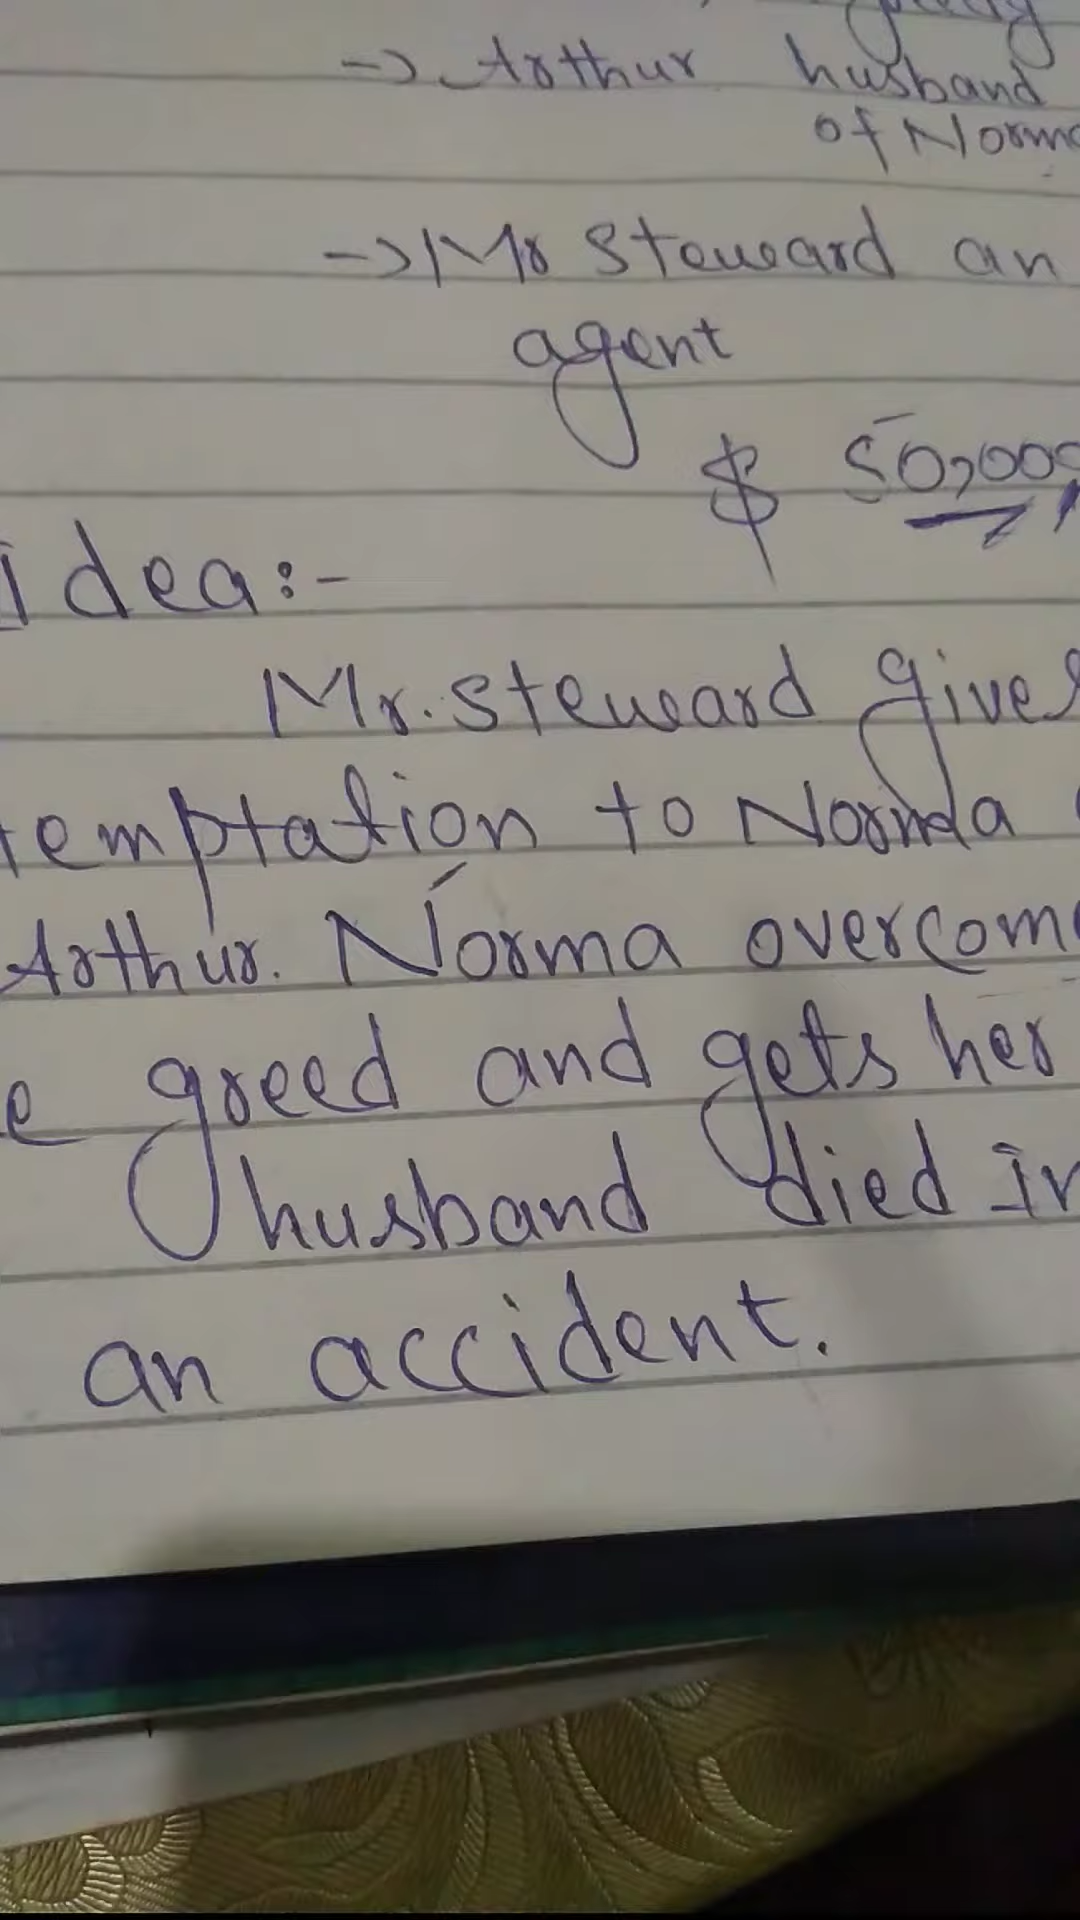 -> Arthur husband
of Norma
-> Mr Steward an
agent
$ 50,000
idea:-
Mr. Steward gives
temptation to Norma
Arthur. Norma overcom
e greed and gets her
husband died in
an accident.